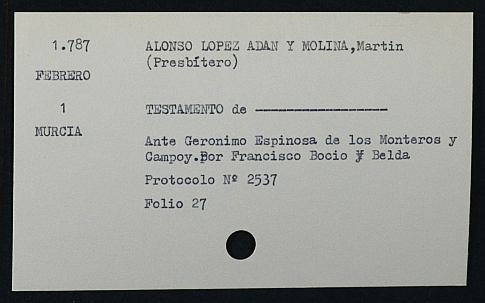 1.787
FEBRERO
1
MURCIA
ALONSO LOPEZ ADAN Y MOLINA,Martin
(Presbítero)
TESTAMENTO de -----------------
Ante Geronimo Espinosa de los Monteros y
Campoy.Por Francisco Bocio y Belda
Protocolo Nº 2537
Folio 27